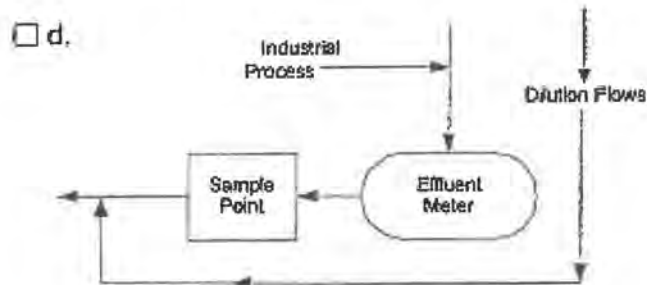 d.
Industrial
Process
Dilution Flows
Sample
Point
Effluent
Meter